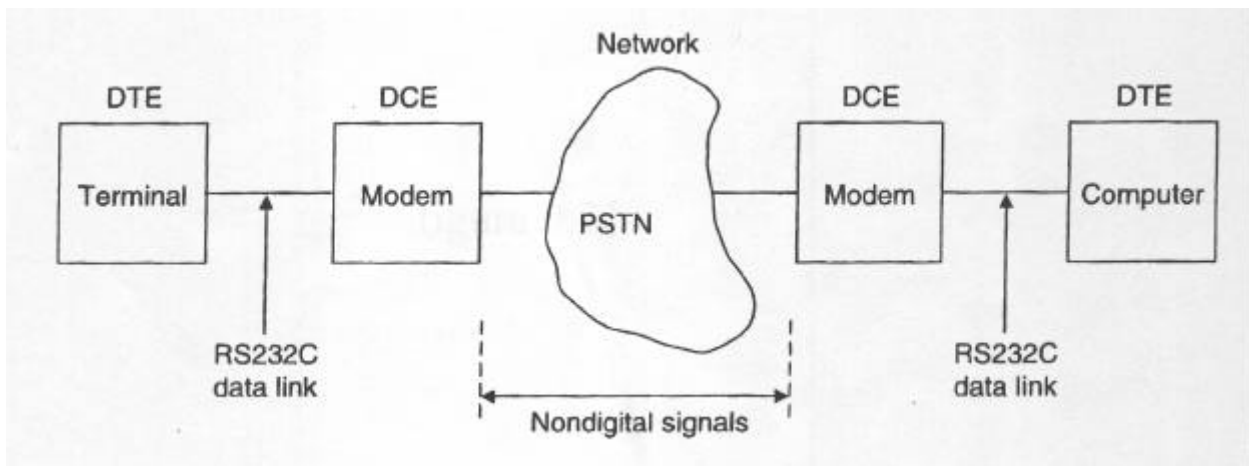 Network
DTE
DCE
DCE
DTE
Terminal
Modem
PSTN
Modem
Computer
RS232C
data link
RS232C
data link
Nondigital signals